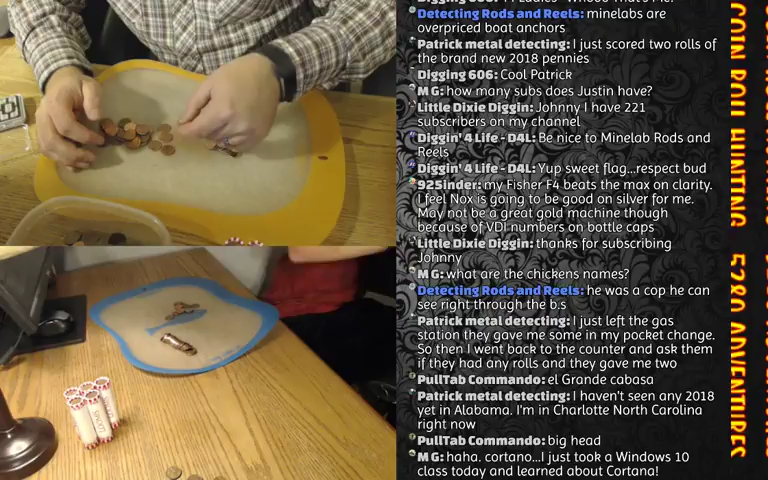 Detecting Rods and Reels: minelabs are
overpriced boat anchors
Patrick metal detecting: I just scored two rolls of
the brand new 2018 pennies
Digging 606: Cool Patrick
M G: how many subs does Justin have?
Little Dixie Diggin: Johnny I have 221
subscribers on my channel
Diggin' 4 Life - D4L: Be nice to Minelab Rods and
Reels
Diggin' 4 Life - D4L: Yup sweet flag...respect bud
92Sinder: my Fisher F4 beats the max on clarity.
I feel Nox is going to be good on silver for me.
May not be a great gold machine though
because of VDI numbers on bottle caps
Little Dixie Diggin: thanks for subscribing
Johnny
M G: what are the chickens names?
Detecting Rods and Reels: he was a cop he can
see right through the b.s
Patrick metal detecting: I just left the gas
station they gave me some in my pocket change.
So then I went back to the counter and ask them
if they had any rolls and they gave me two
PullTab Commando: el Grande cabasa
Patrick metal detecting: I haven't seen any 2018
yet in Alabama. I'm in Charlotte North Carolina
right now
PullTab Commando: big head
M G: haha. cortano...I just took a Windows 10
class today and learned about Cortana!
COIN ROLL HUNTING
5280 ADVENTURES